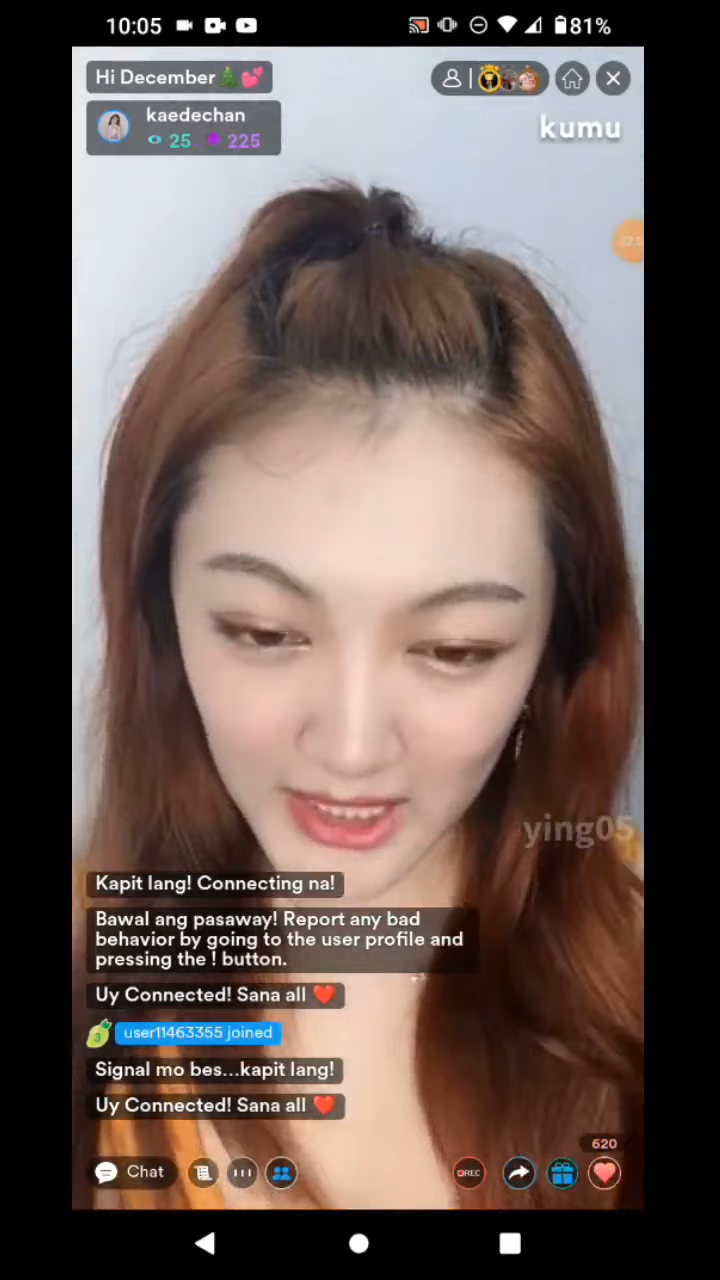 10:05
81%
Hi December🎄💕
kaedechan
25
225
kumu
ying05
Kapit lang! Connecting na!
Bawal ang pasaway! Report any bad
behavior by going to the user profile and
pressing the ! button.
Uy Connected! Sana all ❤️
3
user11463355 joined
Signal mo bes...kapit lang!
Uy Connected! Sana all ❤️
620
Chat
REC